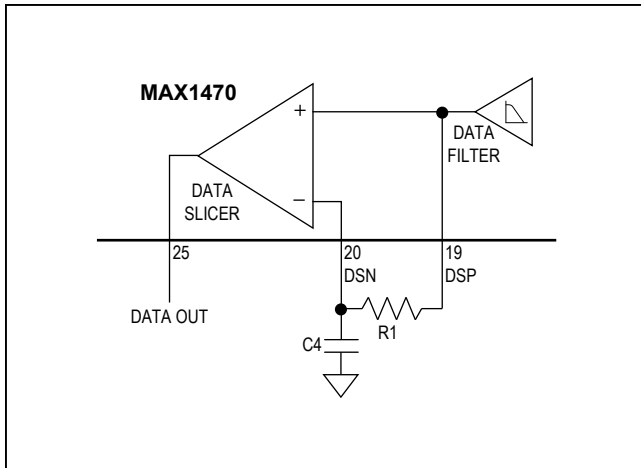 MAX1470
+
DATA
FILTER
DATA
SLICER
−
25
20
19
DSN
DSP
DATA OUT
R1
C4